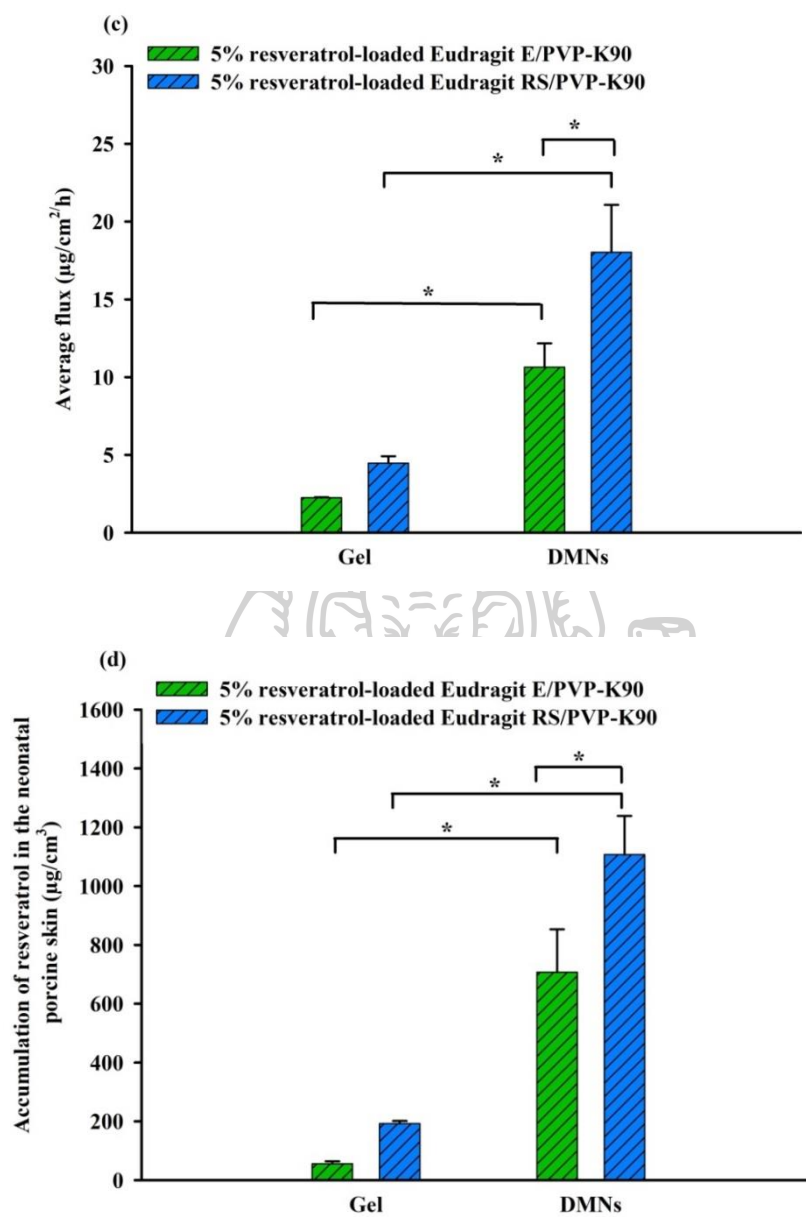 (c)
5% resveratrol-loaded Eudragit E/PVP-K90
5% resveratrol-loaded Eudragit RS/PVP-K90
30
25
20
15
10
5
0
Average flux (µg/cm²/h)
*
*
*
Gel
DMNs
(d)
5% resveratrol-loaded Eudragit E/PVP-K90
5% resveratrol-loaded Eudragit RS/PVP-K90
1600
1400
1200
1000
800
600
400
200
0
Accumulation of resveratrol in the neonatal
porcine skin (µg/cm³)
*
*
*
Gel
DMNs